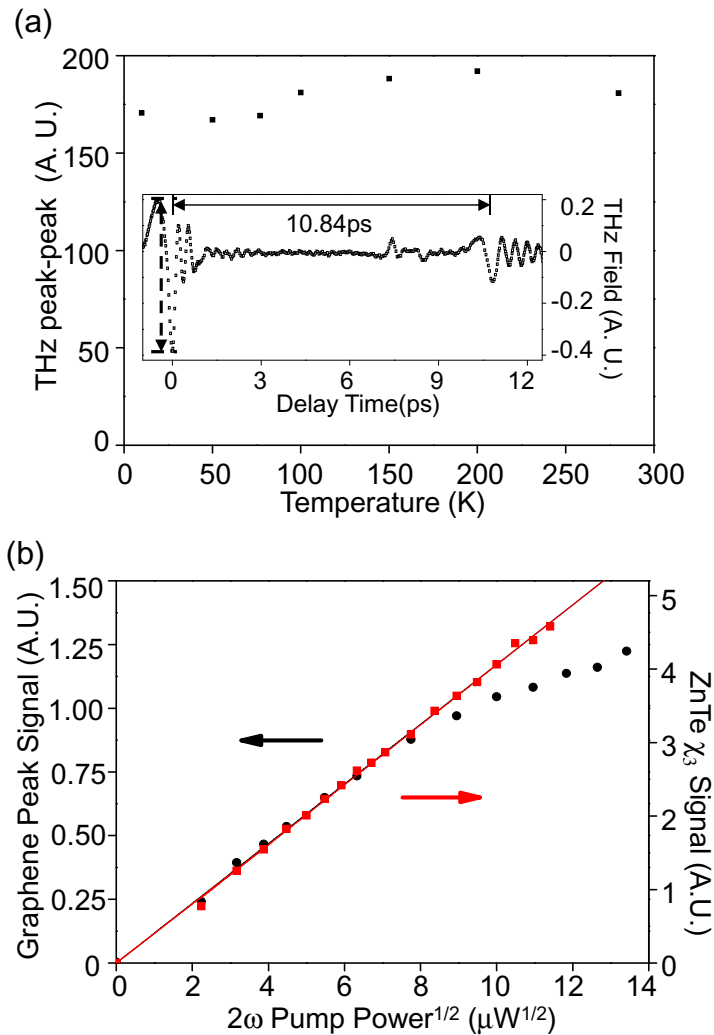 (a)
THz peak-peak (A. U.)
200
150
100
50
0
0 50 100 150 200 250 300
Temperature (K)
10.84ps
0.2
0
-0.2
-0.4
THz Field (A. U.)
0 3 6 9 12
Delay Time(ps)
(b)
Graphene Peak Signal (A.U.)
1.50
1.25
1.00
0.75
0.50
0.25
0
5
4
3
2
1
0
ZnTe χ3 Signal (A.U.)
0 2 4 6 8 10 12 14
2ω Pump Power1/2 (μW1/2)